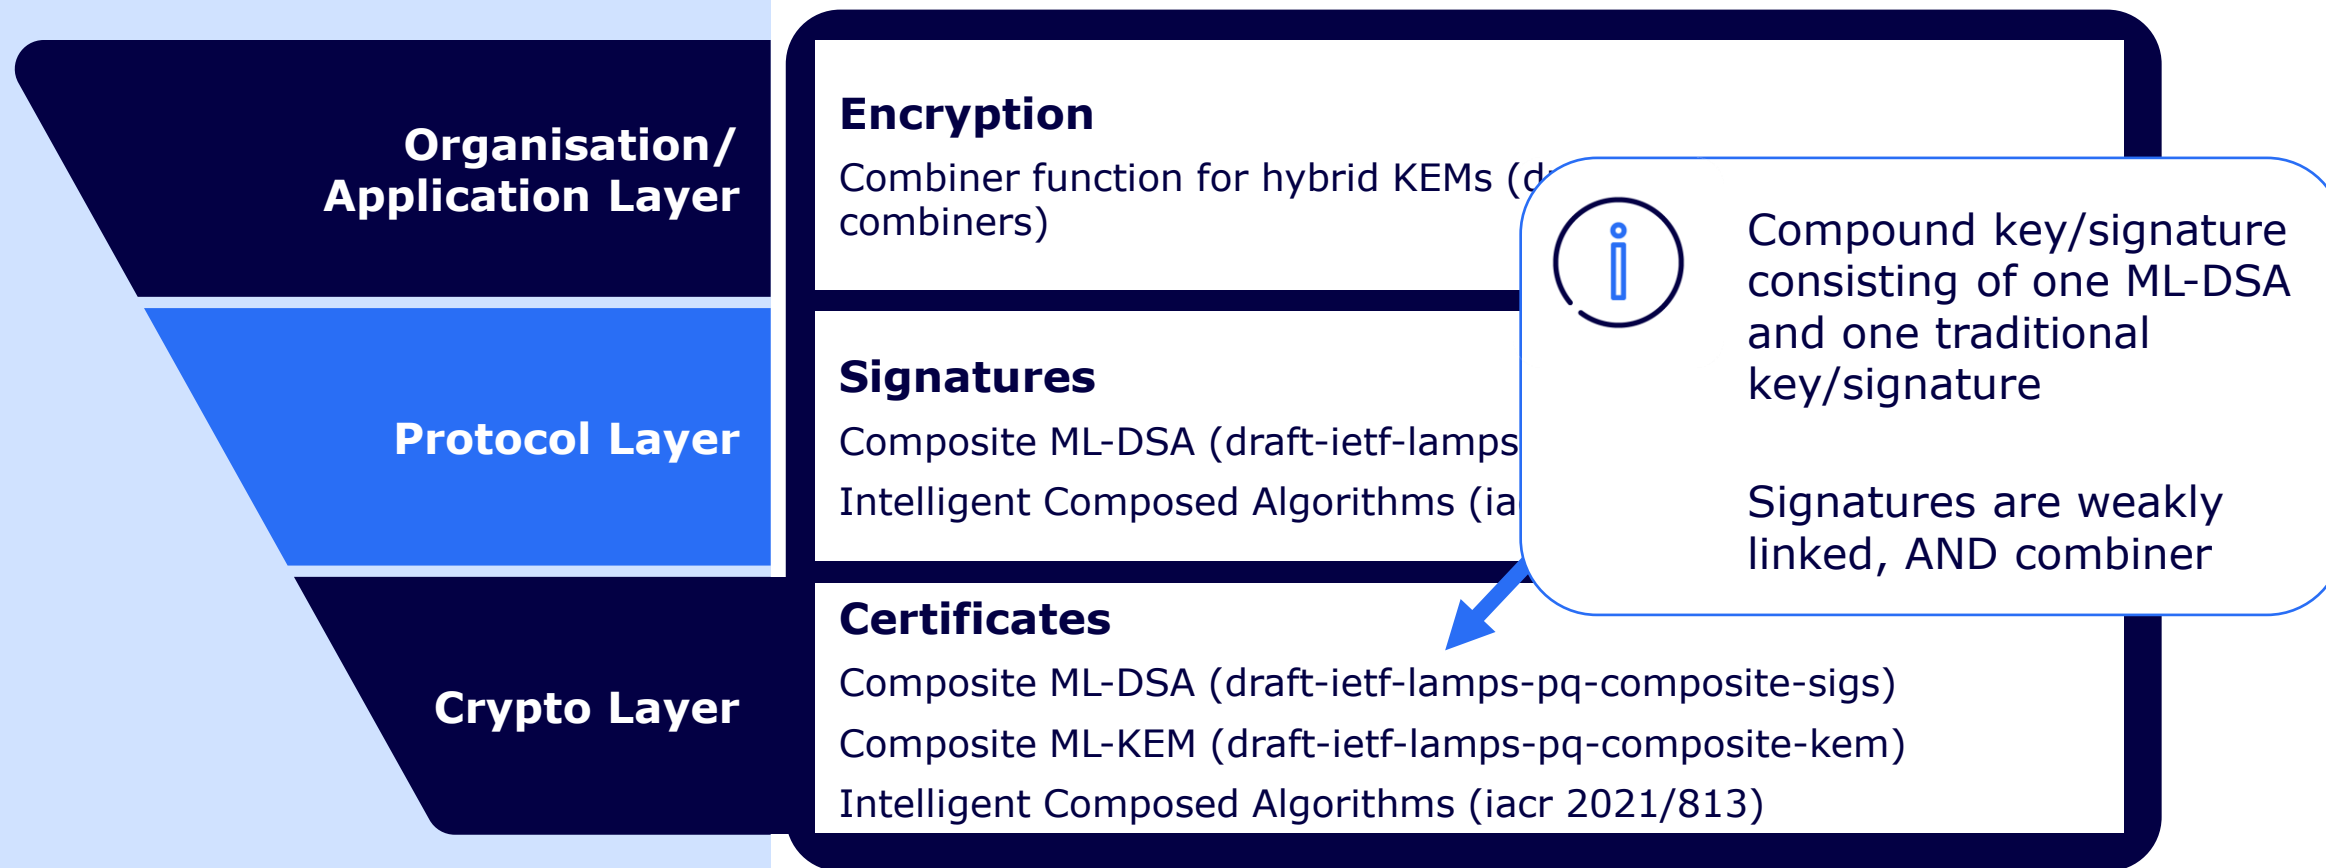 Organisation/
Application Layer
Protocol Layer
Crypto Layer
Encryption
Combiner function for hybrid KEMs
combiners)
Signatures
Composite ML-DSA (draft-ietf-lamps
Intelligent Composed Algorithms
Certificates
Composite ML-DSA (draft-ietf-lamps-pq-composite-sigs)
Composite ML-KEM (draft-ietf-lamps-pq-composite-kem)
Intelligent Composed Algorithms (iacr 2021/813)
Compound key/signature
consisting of one ML-DSA
and one traditional
key/signature
Signatures are weakly
linked, AND combiner